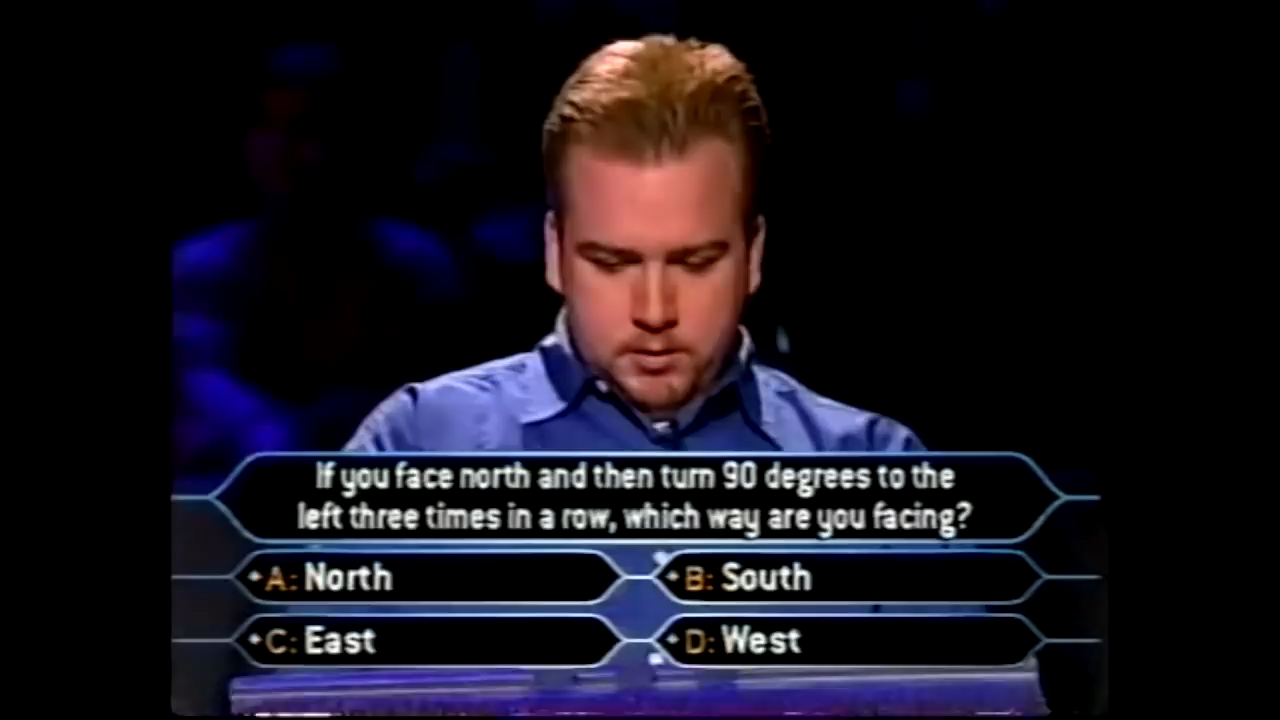 If you face north and then turn 90 degrees to the
left three times in a row, which way are you facing?
A: North
B: South
C: East
D: West